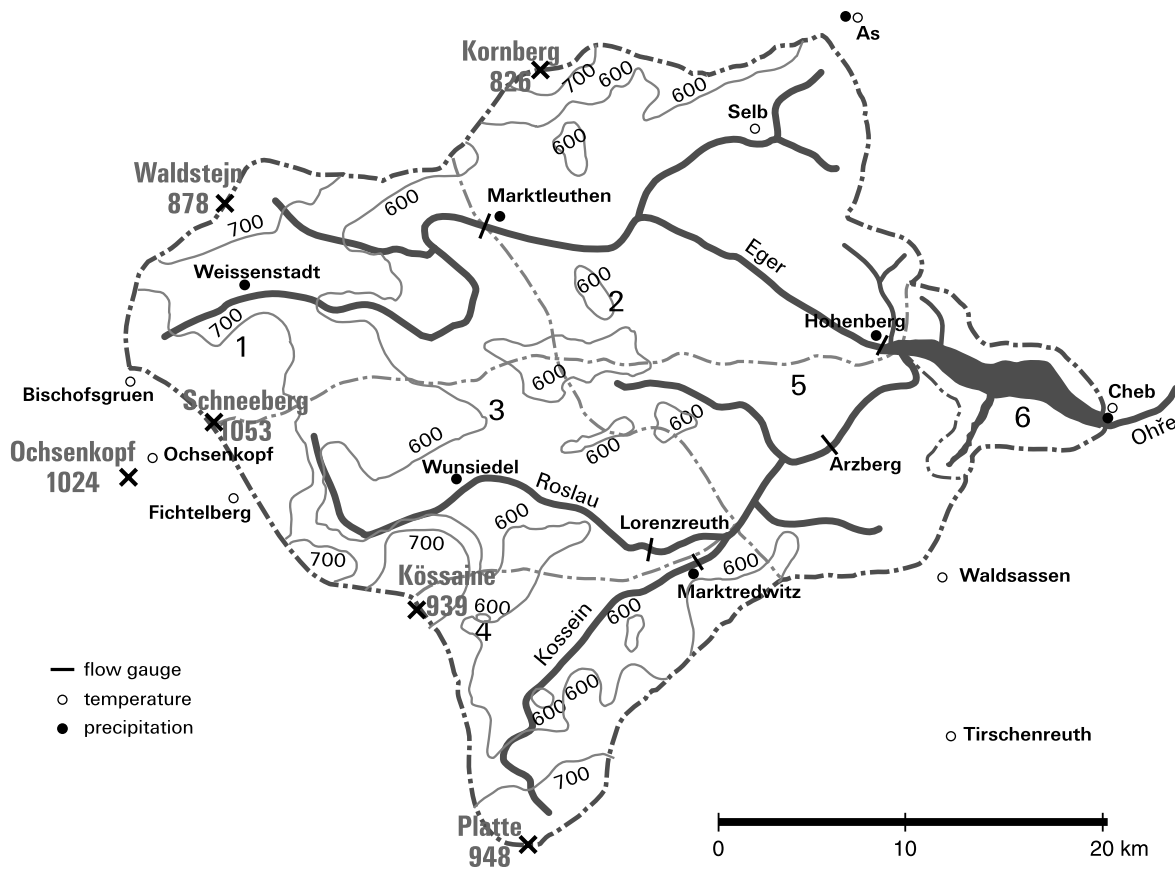 As
Kornberg
826
700
600
600
Selb
600
Waldstejn
878
600
Marktleuthen
700
Eger
Weissenstadt
600
2
700
1
Hohenberg
Bischofsgruen
600
5
Cheb
Schneeberg
1053
3
600
6
Ohře
600
Ochsenkopf
1024
Ochsenkopf
600
Arzberg
Wunsiedel
Roslau
Fichtelberg
600
Lorenzreuth
700
700
600
Kössaine
939
Waldsassen
Marktredwitz
600
600
4
Kossein
flow gauge
600
temperature
600
precipitation
Tirschenreuth
700
Platte
948
0
10
20 km